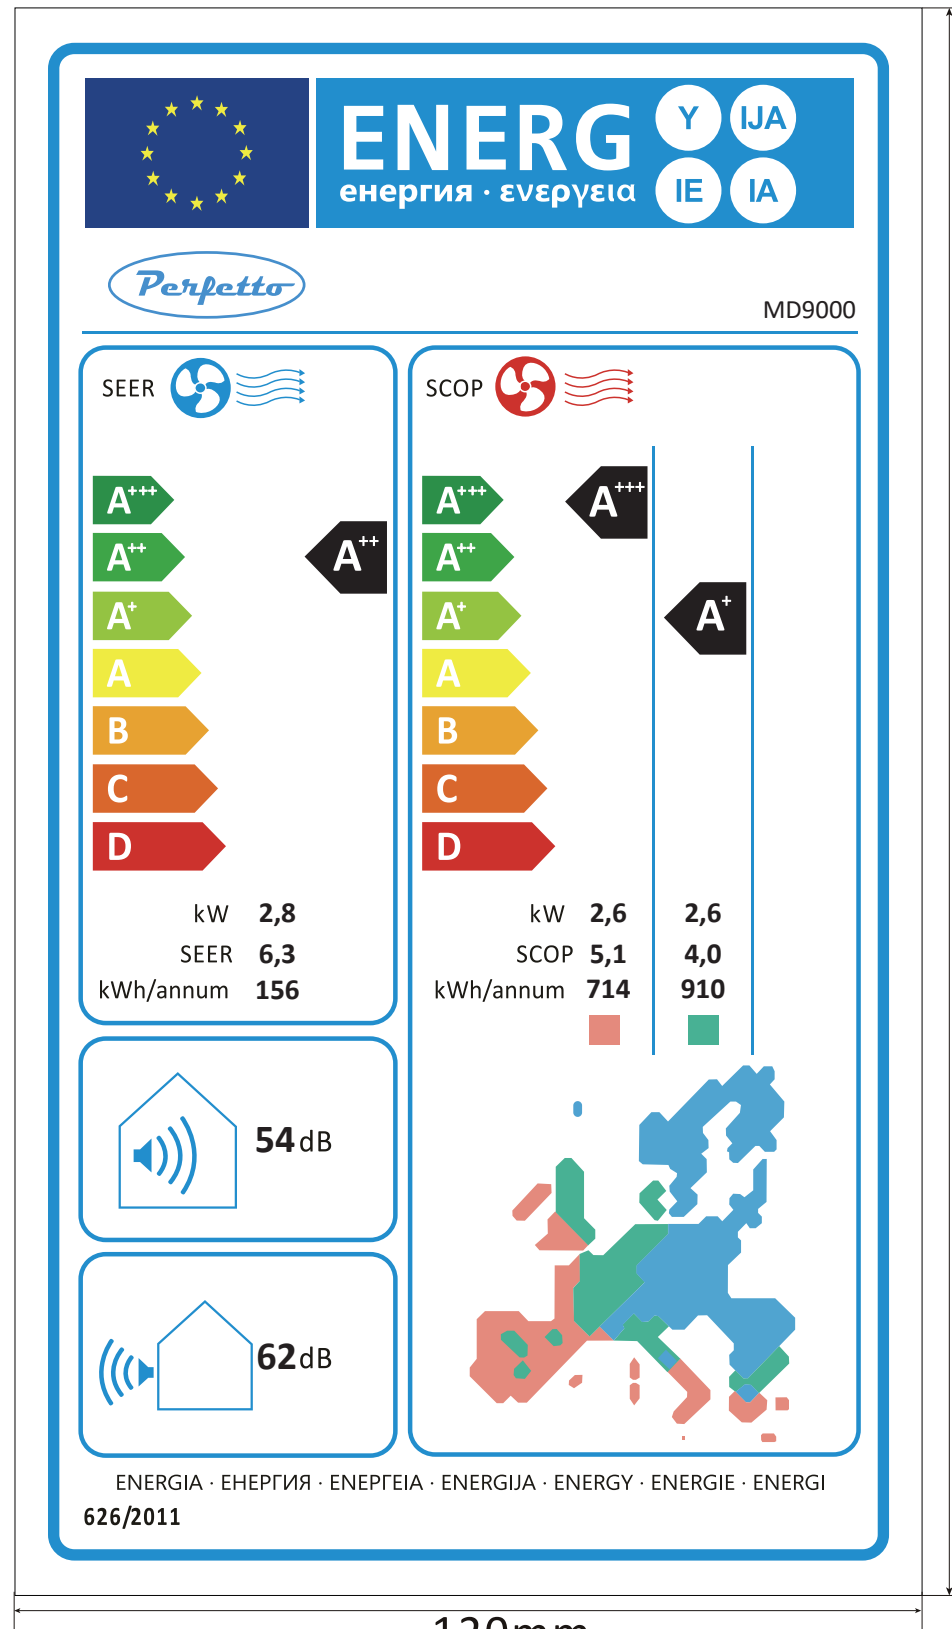 ENERG
енергия · ενεργεια
Y
IJA
IE
IA
Perfetto
MD9000
SEER
A+++
A++
A+
A
B
C
D
A++
kW 2,8
SEER 6,3
kWh/annum 156
SCOP
A+++
A++
A+
A
B
C
D
A+++
A+
kW 2,6 2,6
SCOP 5,1 4,0
kWh/annum 714 910
54 dB
62 dB
ENERGIA · ЕНЕРГИЯ · ΕΝΕΡΓΕΙΑ · ENERGIJA · ENERGY · ENERGIE · ENERGI
626/2011